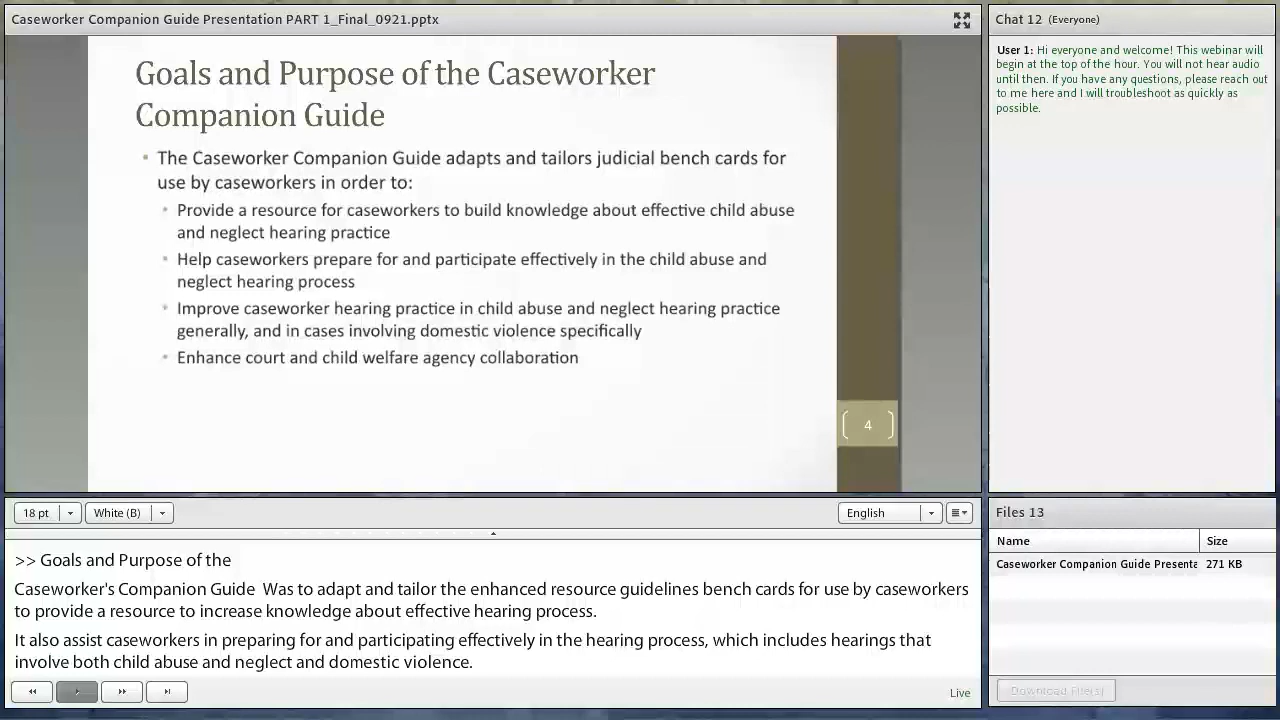 Caseworker Companion Guide Presentation PART 1_Final_0921.pptx
Goals and Purpose of the Caseworker
Companion Guide
• The Caseworker Companion Guide adapts and tailors judicial bench cards for
use by caseworkers in order to:
• Provide a resource for caseworkers to build knowledge about effective child abuse
and neglect hearing practice
• Help caseworkers prepare for and participate effectively in the child abuse and
neglect hearing process
• Improve caseworker hearing practice in child abuse and neglect hearing practice
generally, and in cases involving domestic violence specifically
• Enhance court and child welfare agency collaboration
4
Chat 12 (Everyone)
User 1: Hi everyone and welcome! This webinar will
begin at the top of the hour. You will not hear audio
until then. If you have any questions, please reach out
to me here and I will troubleshoot as quickly as
possible.
18 pt White (B) English
>> Goals and Purpose of the
Caseworker's Companion Guide Was to adapt and tailor the enhanced resource guidelines bench cards for use by caseworkers
to provide a resource to increase knowledge about effective hearing process.
It also assist caseworkers in preparing for and participating effectively in the hearing process, which includes hearings that
involve both child abuse and neglect and domestic violence.
Live
Files 13
Name Size
Caseworker Companion Guide Presenta 271 KB
Download File(s)